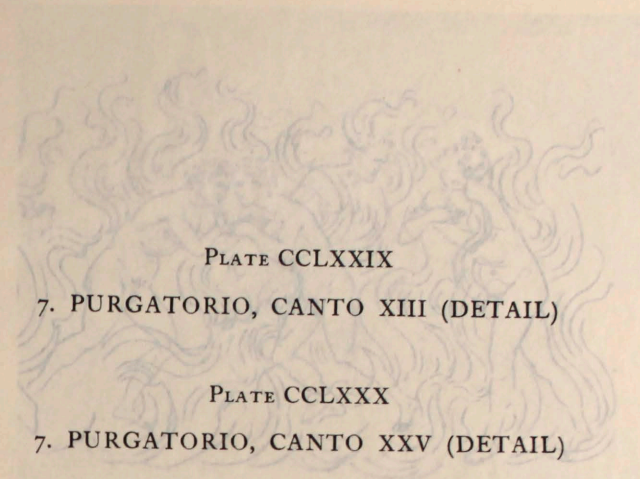 Plate CCLXXIX
7. PURGATORIO, CANTO XIII (DETAIL)
Plate CCLXXX
7. PURGATORIO, CANTO XXV (DETAIL)